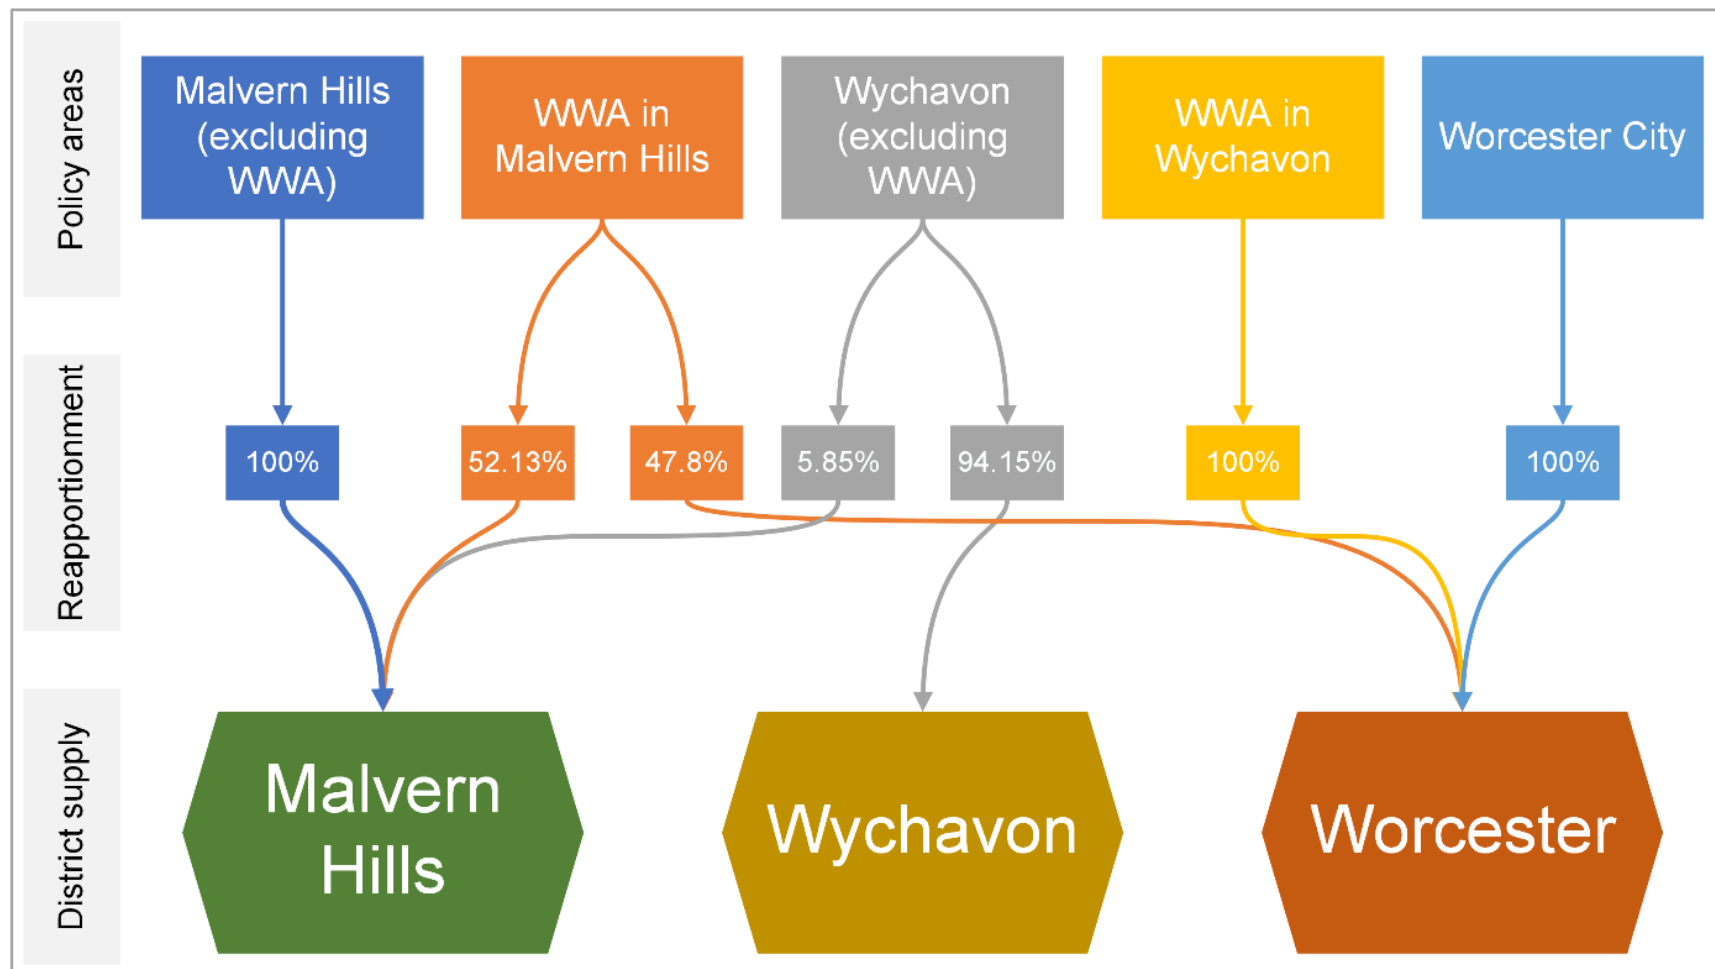 Policy areas
Malvern Hills
(excluding
WWA)
WWA in
Malvern Hills
Wychavon
(excluding
WWA)
WWA in
Wychavon
Worcester City
Reapportionment
100%
52.13%
47.8%
5.85%
94.15%
100%
100%
District supply
Malvern
Hills
Wychavon
Worcester